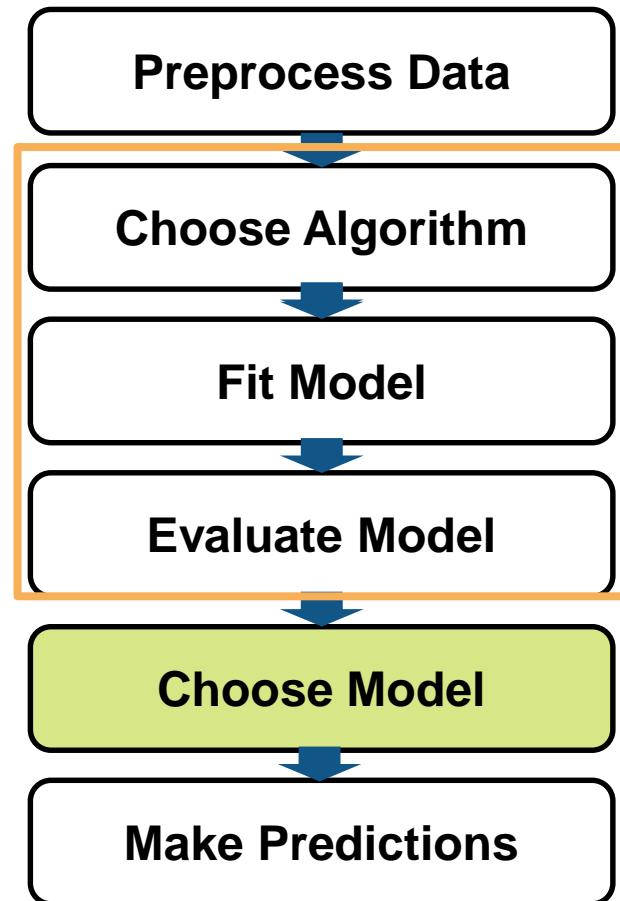 Preprocess Data
Choose Algorithm
Fit Model
Evaluate Model
Choose Model
Make Predictions